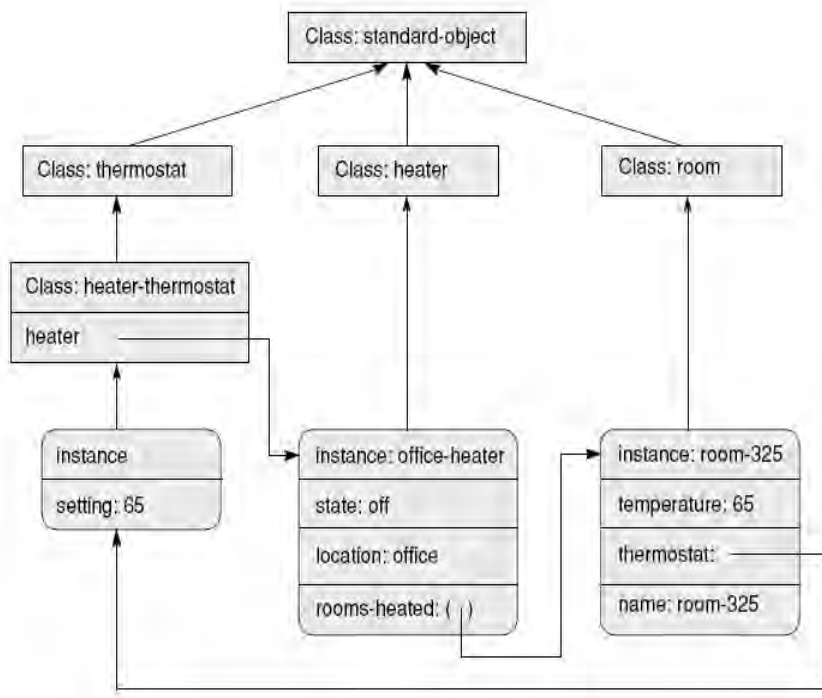 Class: standard-object
Class: thermostat
Class: heater
Class: room
Class: heater-thermostat
heater
instance
setting: 65
instance: office-heater
state: off
location: office
rooms-heated: ( )
instance: room-325
temperature: 65
thermostat:
name: room-325